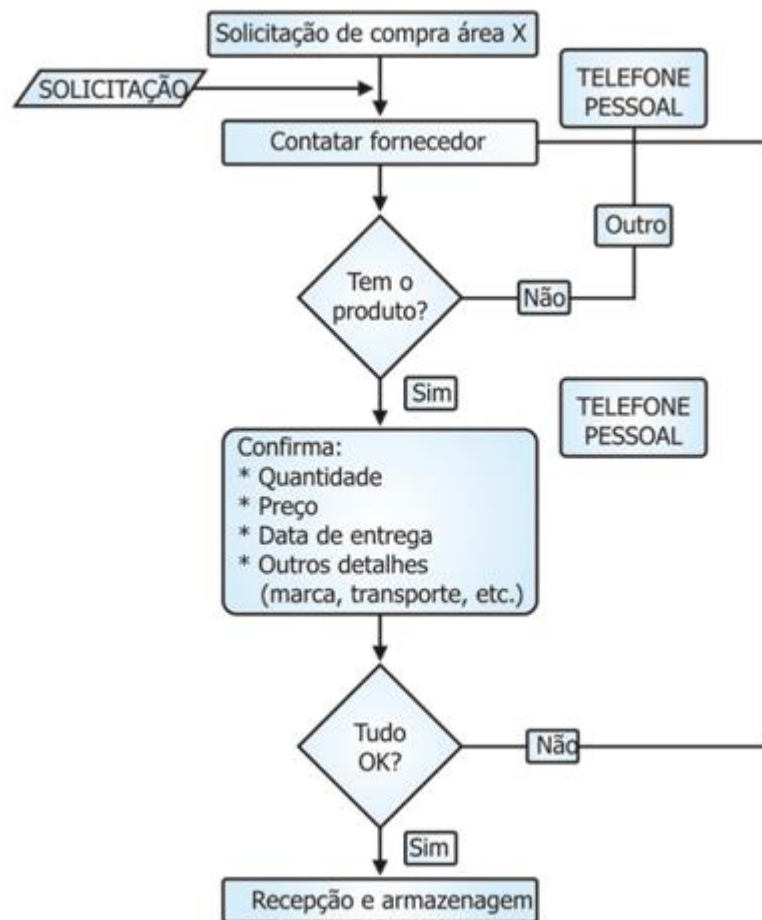 Solicitação de compra área X
SOLICITAÇÃO
TELEFONE
PESSOAL
Contatar fornecedor
Outro
Tem o
produto?
Não
Sim
TELEFONE
PESSOAL
Confirma:
* Quantidade
* Preço
* Data de entrega
* Outros detalhes
(marca, transporte, etc.)
Tudo
OK?
Não
Sim
Recepção e armazenagem